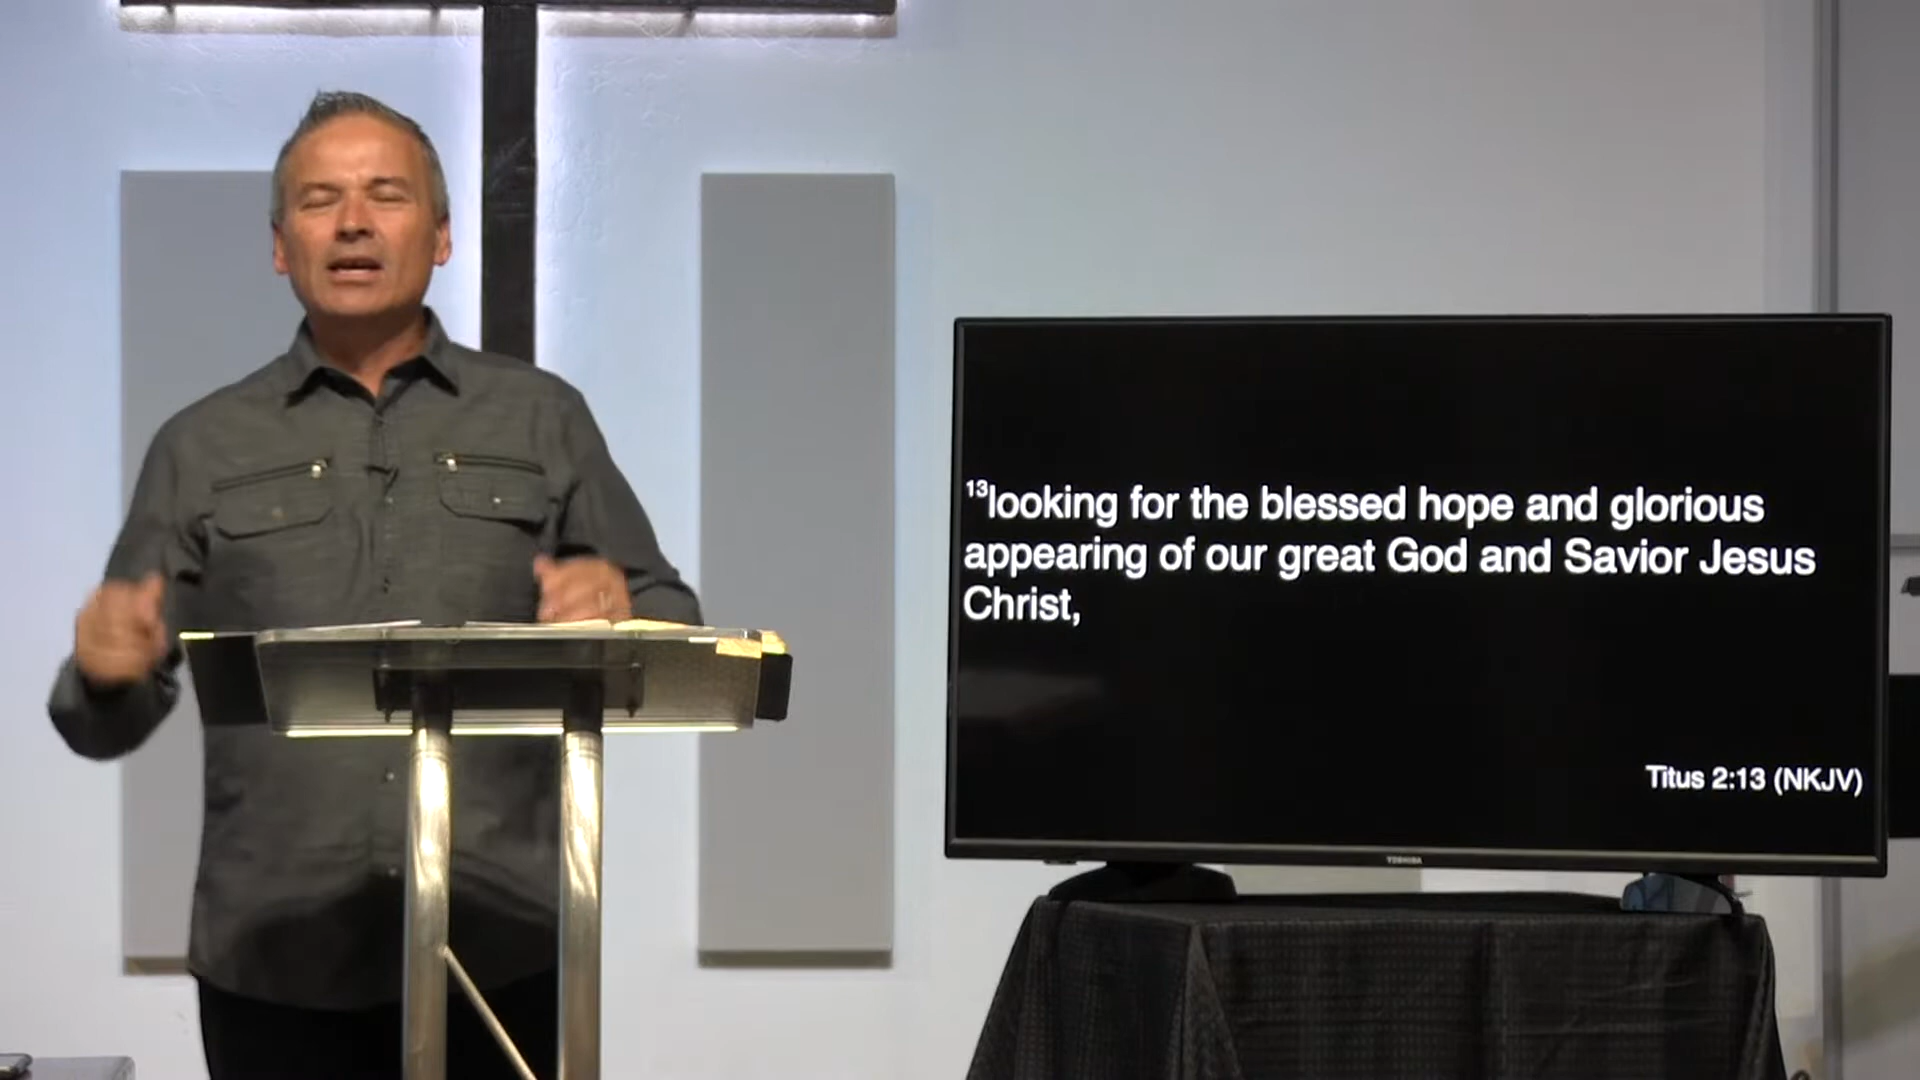 ¹³looking for the blessed hope and glorious
appearing of our great God and Savior Jesus
Christ,
Titus 2:13 (NKJV)
TOSHIBA